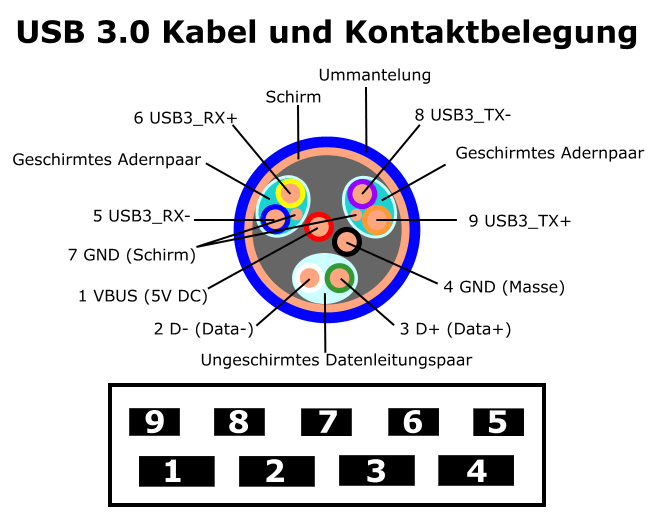 USB 3.0 Kabel und Kontaktbelegung
Ummantelung
Schirm
6 USB3_RX+
8 USB3_TX-
Geschirmtes Adernpaar
Geschirmtes Adernpaar
5 USB3_RX-
9 USB3_TX+
7 GND (Schirm)
4 GND (Masse)
1 VBUS (5V DC)
2 D- (Data-)
3 D+ (Data+)
Ungeschirmtes Datenleitungspaar
9 8 7 6 5
1 2 3 4